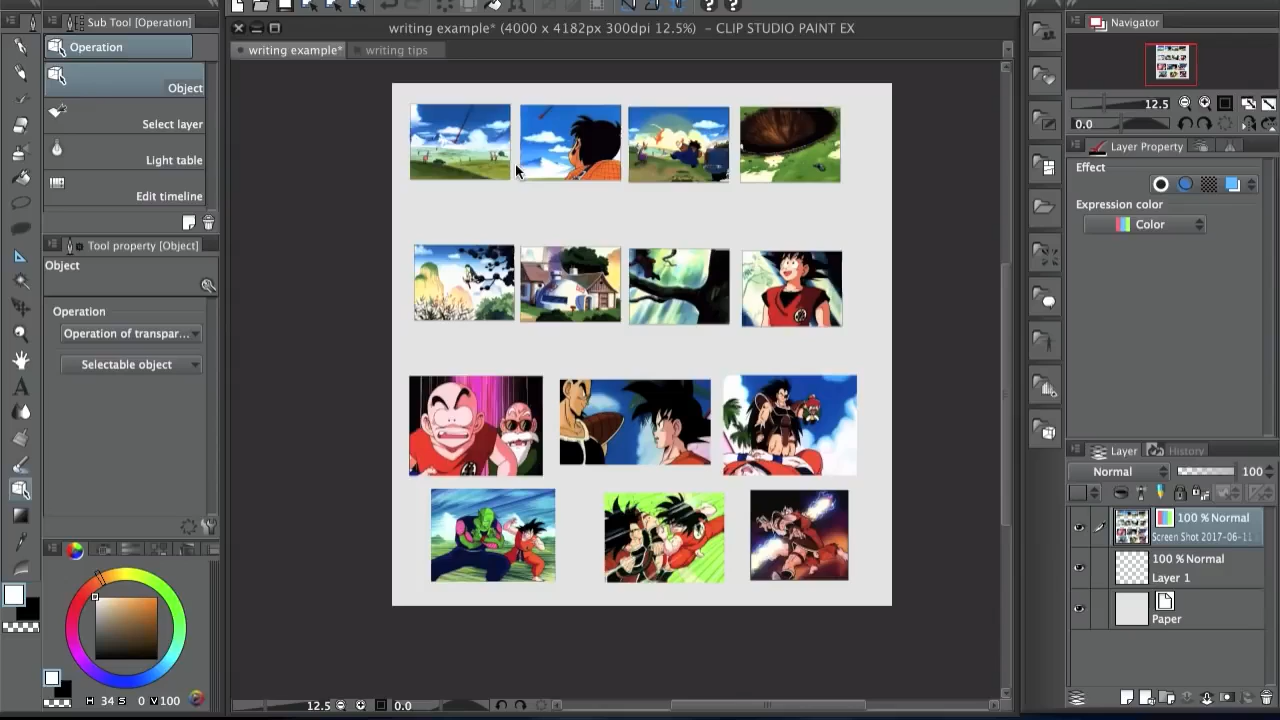 Sub Tool [Operation]
Operation
Object
Select layer
Light table
Edit timeline
Tool property [Object]
Object
Operation
Operation of transpar...
Selectable object
H 34 S 0 V 100
writing example* (4000 x 4182px 300dpi 12.5%) - CLIP STUDIO PAINT EX
writing example*
writing tips
12.5
0.0
Navigator
12.5
0.0
Layer Property
Effect
Expression color
Color
Layer
History
Normal
100
100 % Normal
Screen Shot 2017-06-11
100 % Normal
Layer 1
Paper